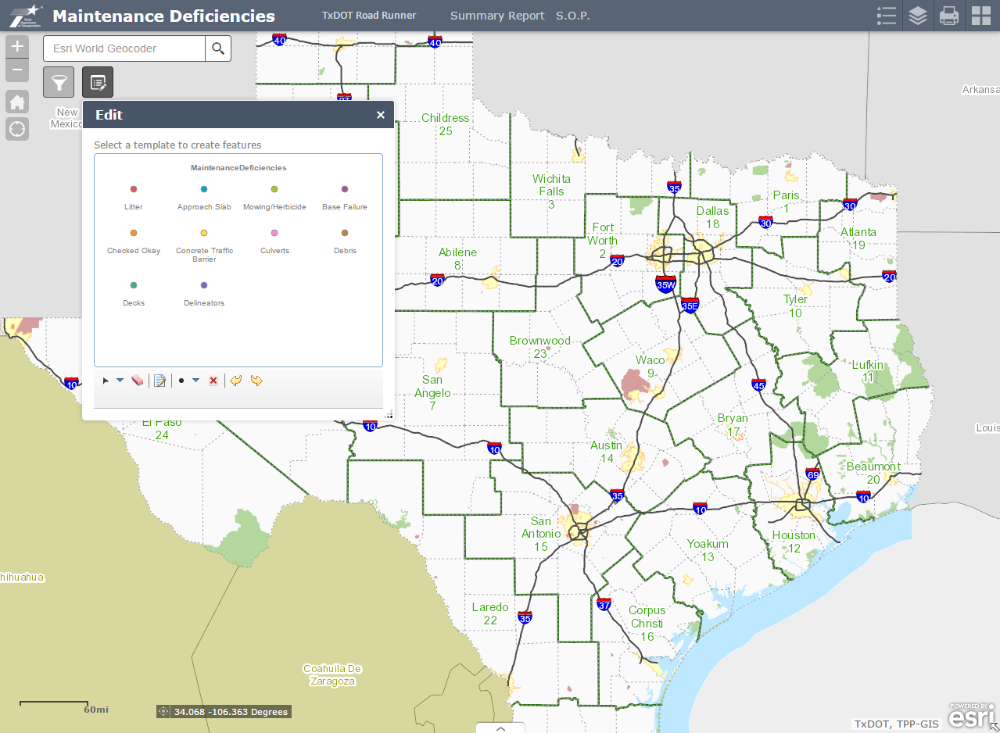 Texas
Department
of Transportation
Maintenance Deficiencies
TxDOT Road Runner
Summary Report
S.O.P.
+
Esri World Geocoder
−
40
40
New
Mexico
Arkansa
Edit
×
Select a template to create features
MaintenanceDeficiencies
Litter
Approach Slab
Mowing/Herbicide
Base Failure
Checked Okay
Concrete Traffic
Barrier
Culverts
Debris
Decks
Delineators
Childress
25
Wichita
Falls
3
35
Paris
1
30
Dallas
18
30
Fort
Worth
2
Atlanta
19
Abilene
8
20
20
20
35W
35E
Tyler
10
Brownwood
23
Waco
9
Lufkin
11
San
Angelo
7
45
10
Bryan
17
El Paso
24
10
10
Austin
14
Louis
Beaumont
20
69
35
10
10
San
Antonio
15
Houston
12
Yoakum
13
hihuahua
Laredo
22
35
37
Corpus
Christi
16
Coahuila De
Zaragoza
60mi
34.068 -106.363 Degrees
POWERED BY
esri
TxDOT, TPP-GIS